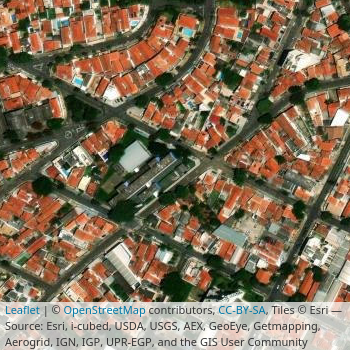 Leaflet | © OpenStreetMap contributors, CC-BY-SA, Tiles © Esri —
Source: Esri, i-cubed, USDA, USGS, AEX, GeoEye, Getmapping,
Aerogrid, IGN, IGP, UPR-EGP, and the GIS User Community